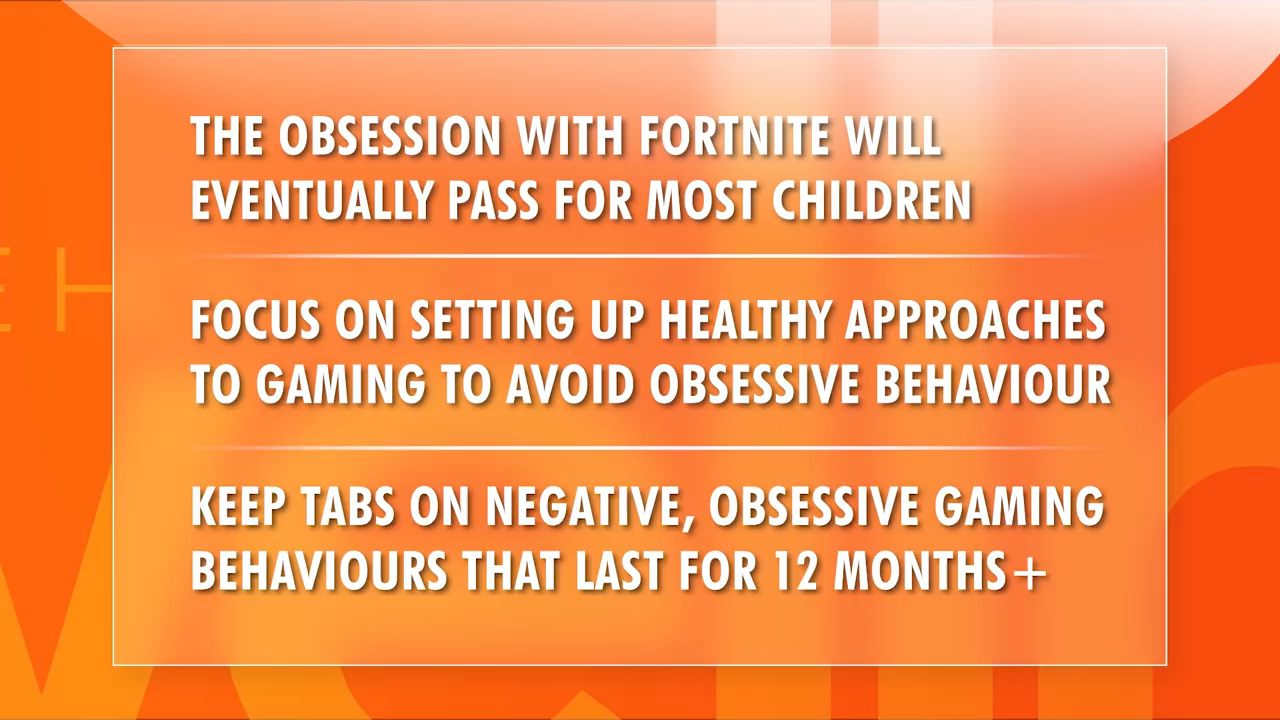 THE OBSESSION WITH FORTNITE WILL
EVENTUALLY PASS FOR MOST CHILDREN
FOCUS ON SETTING UP HEALTHY APPROACHES
TO GAMING TO AVOID OBSESSIVE BEHAVIOUR
KEEP TABS ON NEGATIVE, OBSESSIVE GAMING
BEHAVIOURS THAT LAST FOR 12 MONTHS+